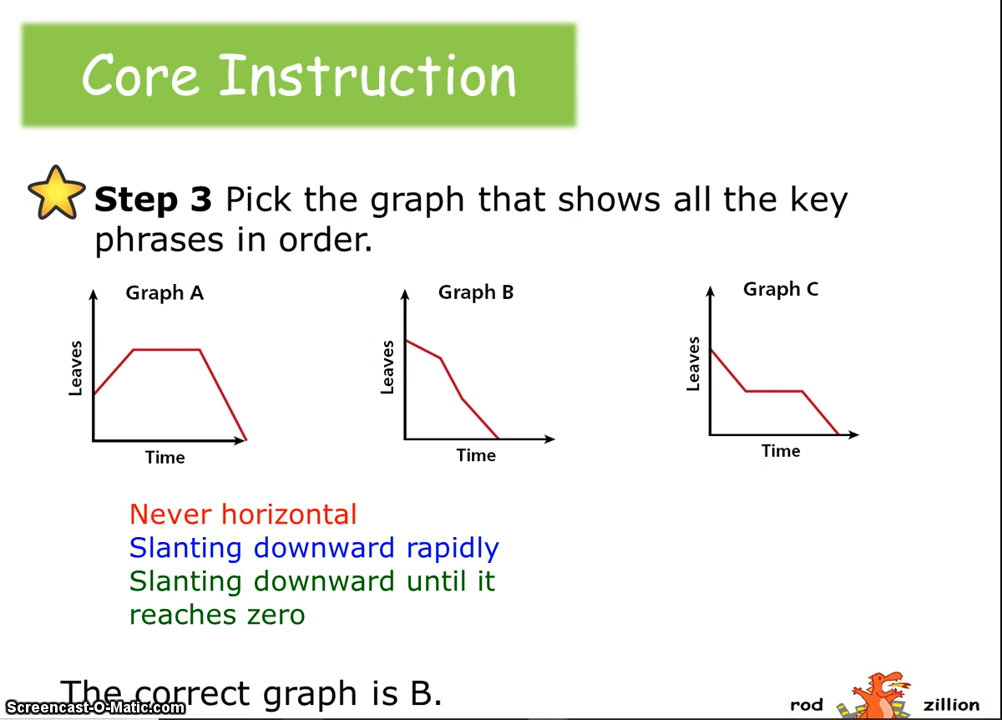 Core Instruction
Step 3 Pick the graph that shows all the key
phrases in order.
Graph A
Leaves
Time
Graph B
Leaves
Time
Graph C
Leaves
Time
Never horizontal
Slanting downward rapidly
Slanting downward until it
reaches zero
The correct graph is B.
Screencast-O-Matic.com
rod zillion